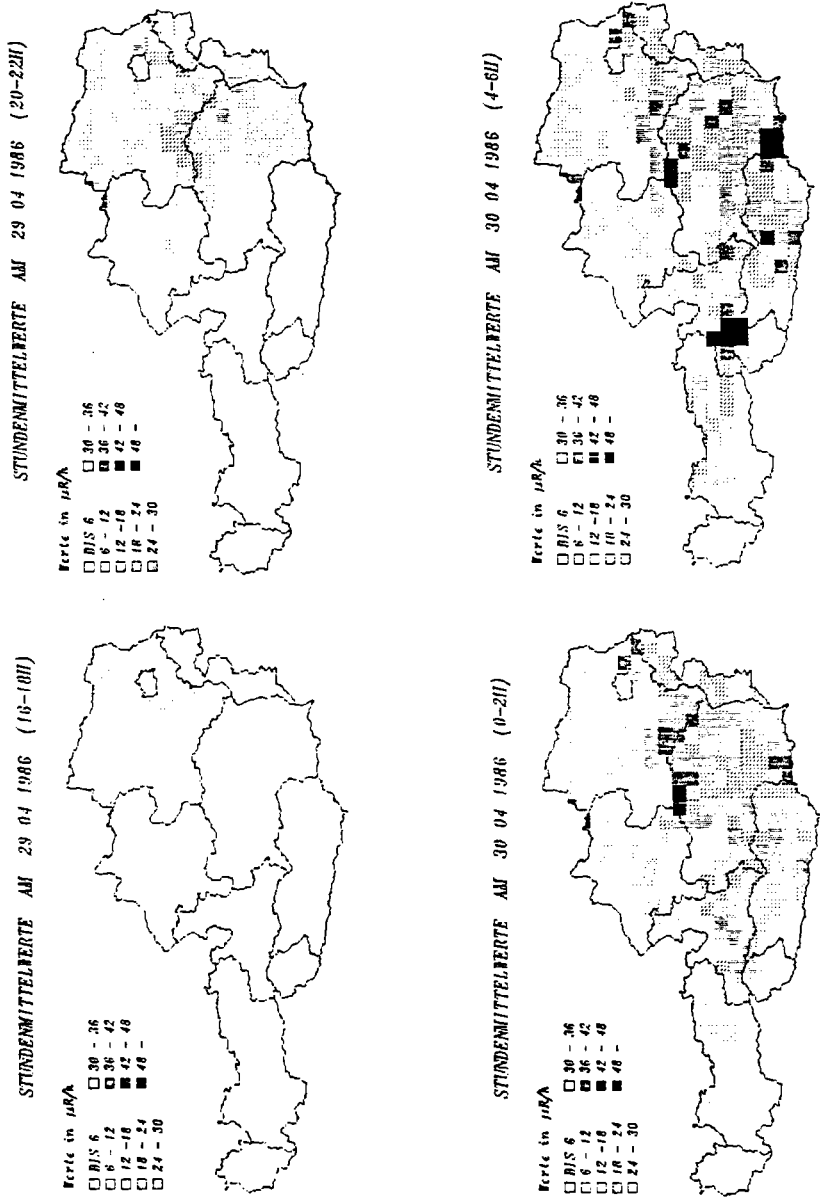 STUNDENMITTELWERTE AM 29 04 1986 (16-18H)
Werte in µR/h
BIS 6 30 - 36
6 - 12 36 - 42
12 - 18 42 - 48
18 - 24 48 -
24 - 30
STUNDENMITTELWERTE AM 29 04 1986 (20-22H)
Werte in µR/h
BIS 6 30 - 36
6 - 12 36 - 42
12 - 18 42 - 48
18 - 24 48 -
24 - 30
STUNDENMITTELWERTE AM 30 04 1986 (0-2H)
Werte in µR/h
BIS 6 30 - 36
6 - 12 36 - 42
12 - 18 42 - 48
18 - 24 48 -
24 - 30
STUNDENMITTELWERTE AM 30 04 1986 (4-6H)
Werte in µR/h
BIS 6 30 - 36
6 - 12 36 - 42
12 - 18 42 - 48
18 - 24 48 -
24 - 30